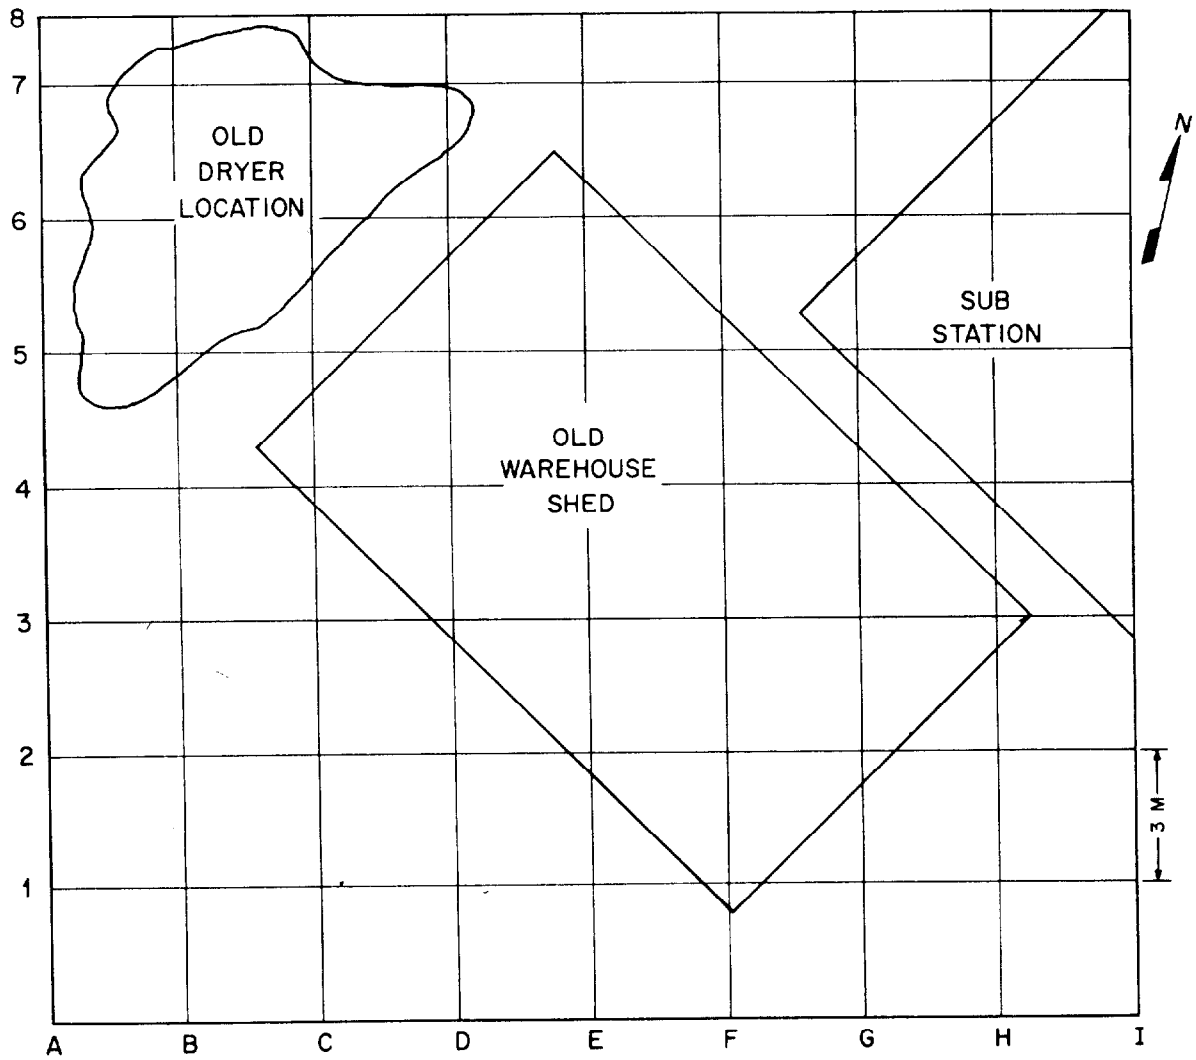 8
7
6
5
4
3
2
1
A B C D E F G H I
OLD
DRYER
LOCATION
OLD
WAREHOUSE
SHED
SUB
STATION
N
3 M